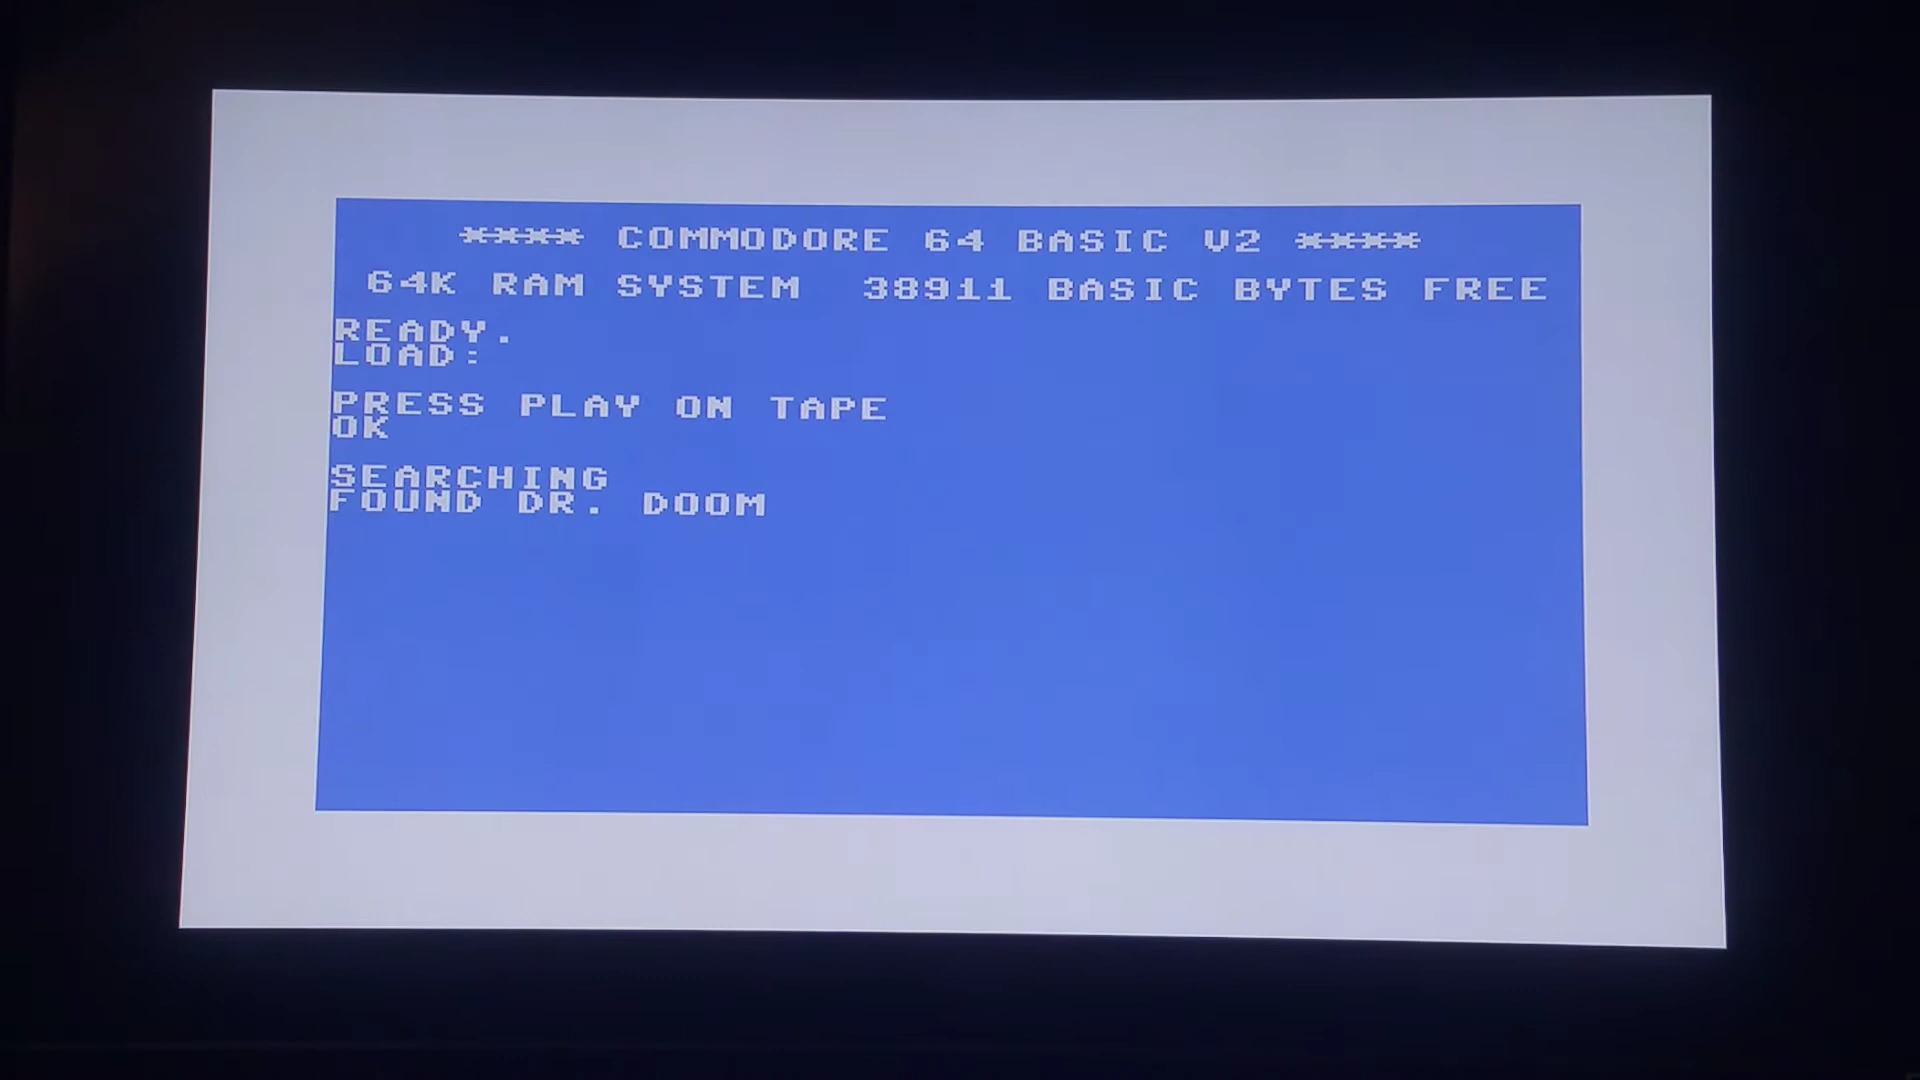 **** COMMODORE 64 BASIC V2 ****
64K RAM SYSTEM 38911 BASIC BYTES FREE
READY.
LOAD:
PRESS PLAY ON TAPE
OK
SEARCHING
FOUND DR. DOOM